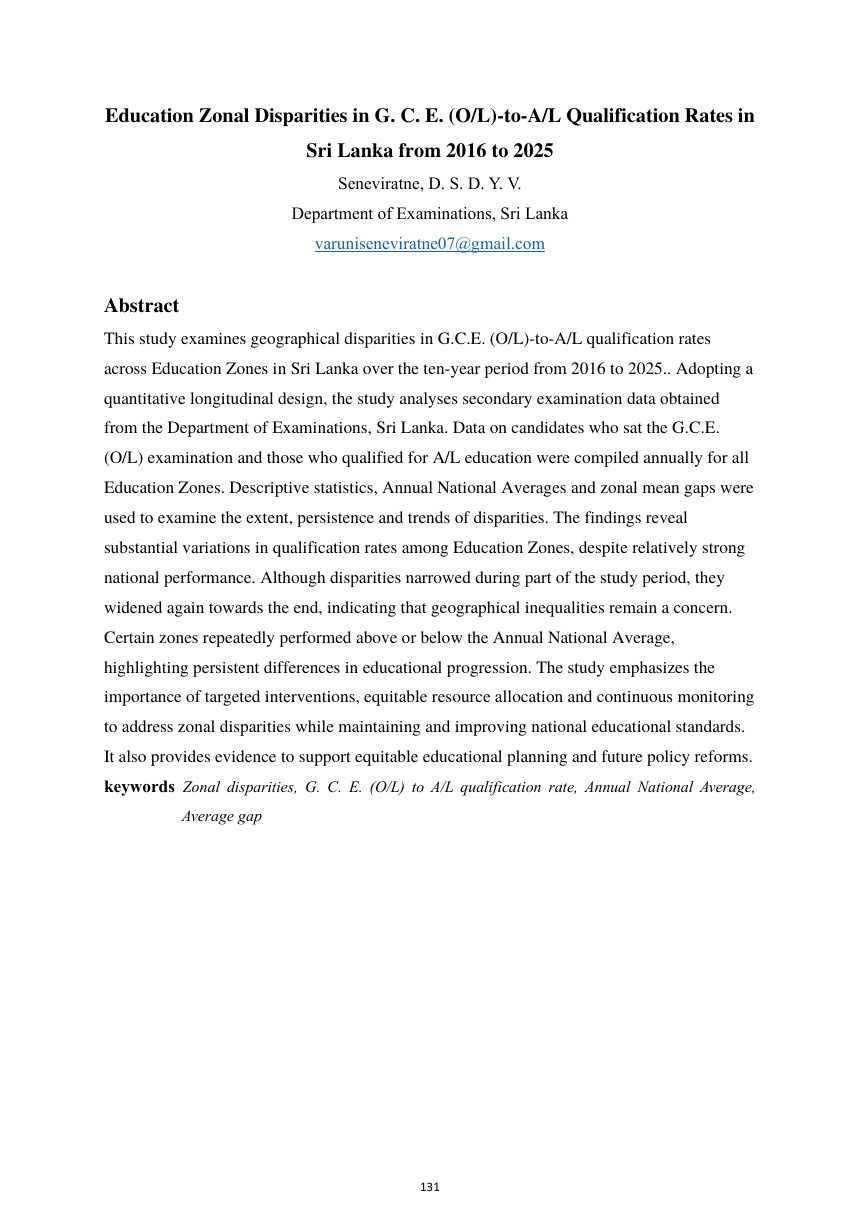 Education Zonal Disparities in G. C. E. (O/L)-to-A/L Qualification Rates in
Sri Lanka from 2016 to 2025
Seneviratne, D. S. D. Y. V.
Department of Examinations, Sri Lanka
varuniseneviratne07@gmail.com
Abstract
This study examines geographical disparities in G.C.E. (O/L)-to-A/L qualification rates
across Education Zones in Sri Lanka over the ten-year period from 2016 to 2025.. Adopting a
quantitative longitudinal design, the study analyses secondary examination data obtained
from the Department of Examinations, Sri Lanka. Data on candidates who sat the G.C.E.
(O/L) examination and those who qualified for A/L education were compiled annually for all
Education Zones. Descriptive statistics, Annual National Averages and zonal mean gaps were
used to examine the extent, persistence and trends of disparities. The findings reveal
substantial variations in qualification rates among Education Zones, despite relatively strong
national performance. Although disparities narrowed during part of the study period, they
widened again towards the end, indicating that geographical inequalities remain a concern.
Certain zones repeatedly performed above or below the Annual National Average,
highlighting persistent differences in educational progression. The study emphasizes the
importance of targeted interventions, equitable resource allocation and continuous monitoring
to address zonal disparities while maintaining and improving national educational standards.
It also provides evidence to support equitable educational planning and future policy reforms.
keywords Zonal disparities, G. C. E. (O/L) to A/L qualification rate, Annual National Average,
Average gap
131